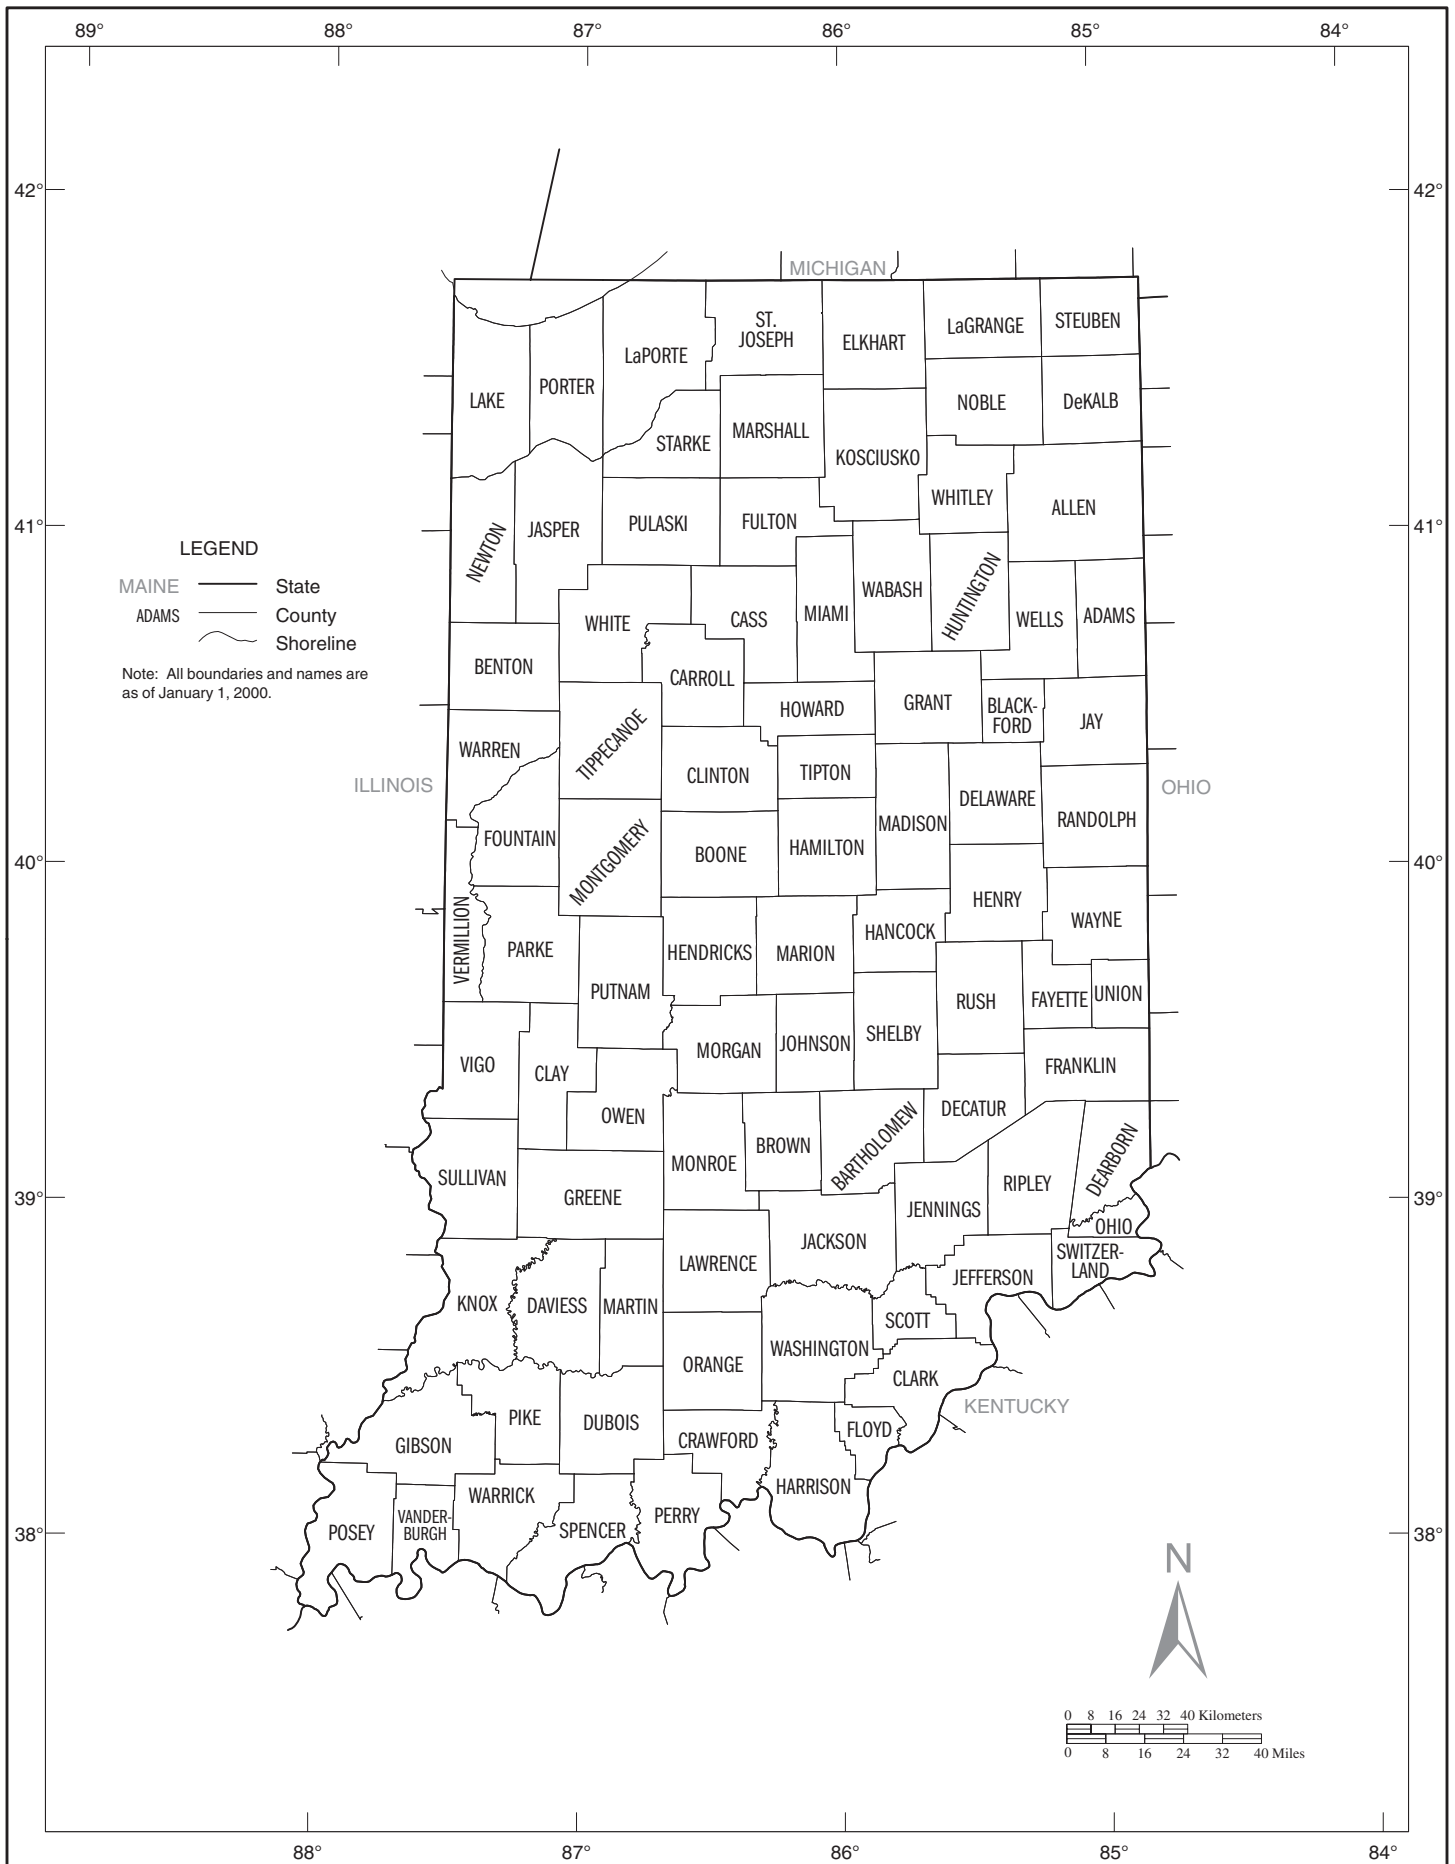 89° 88° 87° 86° 85° 84°
42° 42°
MICHIGAN
ST.
JOSEPH
LaGRANGE
STEUBEN
ELKHART
LaPORTE
PORTER
LAKE
NOBLE
DeKALB
STARKE
MARSHALL
KOSCIUSKO
WHITLEY
ALLEN
41° 41°
NEWTON
JASPER
PULASKI
FULTON
LEGEND
MAINE State
ADAMS County
Shoreline
Note: All boundaries and names are
as of January 1, 2000.
WABASH
HUNTINGTON
WHITE
CASS
MIAMI
WELLS
ADAMS
BENTON
CARROLL
HOWARD
GRANT
BLACK-
FORD
JAY
WARREN
TIPPECANOE
CLINTON
TIPTON
ILLINOIS
OHIO
DELAWARE
MADISON
RANDOLPH
FOUNTAIN
MONTGOMERY
BOONE
HAMILTON
40° 40°
HENRY
WAYNE
VERMILLION
PARKE
HENDRICKS
MARION
HANCOCK
PUTNAM
RUSH
FAYETTE
UNION
SHELBY
MORGAN
JOHNSON
VIGO
CLAY
FRANKLIN
OWEN
DECATUR
BROWN
BARTHOLOMEW
MONROE
DEARBORN
SULLIVAN
GREENE
RIPLEY
39° 39°
JENNINGS
OHIO
JACKSON
SWITZER-
LAND
LAWRENCE
JEFFERSON
KNOX
DAVIESS
MARTIN
SCOTT
WASHINGTON
ORANGE
CLARK
KENTUCKY
PIKE
DUBOIS
FLOYD
CRAWFORD
GIBSON
HARRISON
WARRICK
PERRY
VANDER-
BURGH
POSEY
SPENCER
38° 38°
N
0 8 16 24 32 40 Kilometers
0 8 16 24 32 40 Miles
88° 87° 86° 85° 84°